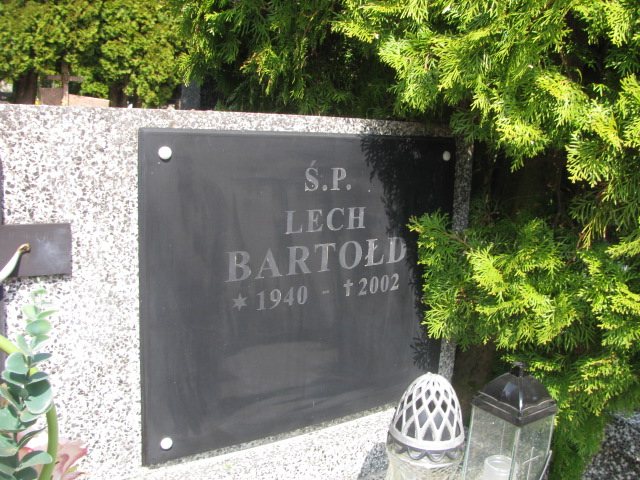 Ś.P.
LECH
BARTOŁD
* 1940 - † 2002